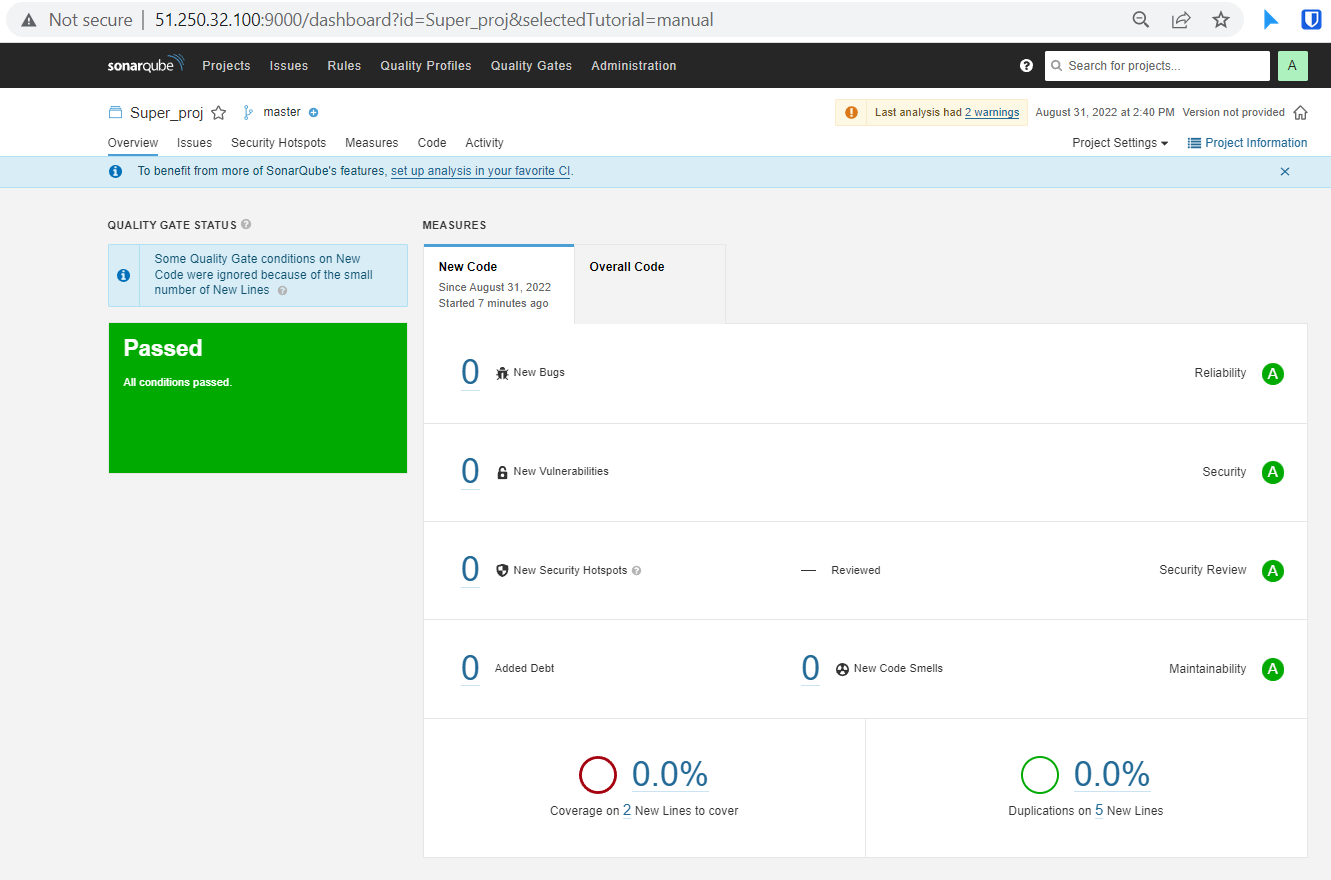 Not secure | 51.250.32.100:9000/dashboard?id=Super_proj&selectedTutorial=manual
sonarqube Projects Issues Rules Quality Profiles Quality Gates Administration Search for projects... A
Super_proj master Last analysis had 2 warnings August 31, 2022 at 2:40 PM Version not provided
Overview Issues Security Hotspots Measures Code Activity Project Settings Project Information
To benefit from more of SonarQube's features, set up analysis in your favorite CI.
QUALITY GATE STATUS
Some Quality Gate conditions on New
Code were ignored because of the small
number of New Lines
Passed
All conditions passed.
MEASURES
New Code
Since August 31, 2022
Started 7 minutes ago
Overall Code
0 New Bugs Reliability A
0 New Vulnerabilities Security A
0 New Security Hotspots — Reviewed Security Review A
0 Added Debt 0 New Code Smells Maintainability A
0.0%
Coverage on 2 New Lines to cover
0.0%
Duplications on 5 New Lines